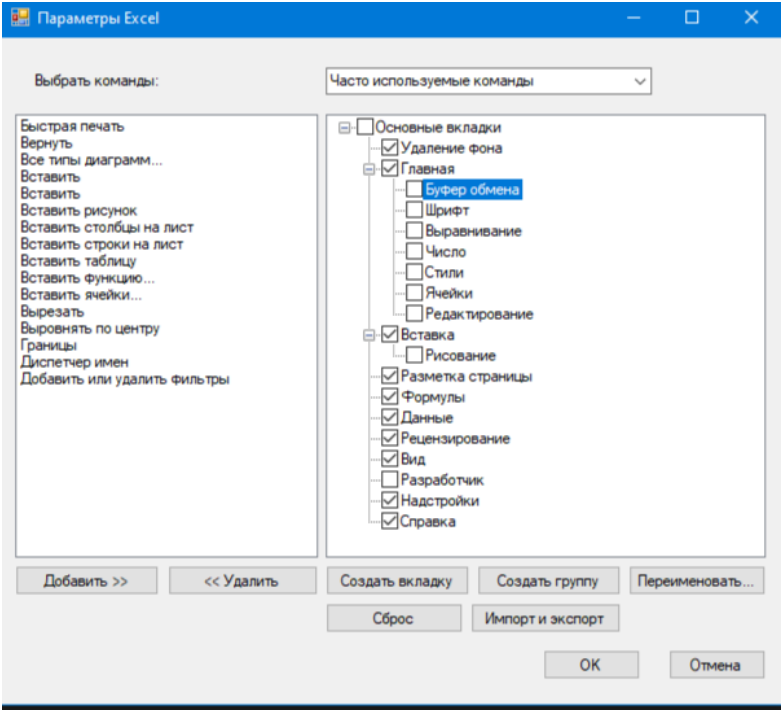 Параметры Excel
Выбрать команды:
Часто используемые команды
Быстрая печать
Вернуть
Все типы диаграмм...
Вставить
Вставить
Вставить рисунок
Вставить столбцы на лист
Вставить строки на лист
Вставить таблицу
Вставить функцию...
Вставить ячейки...
Вырезать
Выровнять по центру
Границы
Диспетчер имен
Добавить или удалить фильтры
Основные вкладки
Удаление фона
Главная
Буфер обмена
Шрифт
Выравнивание
Число
Стили
Ячейки
Редактирование
Вставка
Рисование
Разметка страницы
Формулы
Данные
Рецензирование
Вид
Разработчик
Надстройки
Справка
Добавить >>
<< Удалить
Создать вкладку
Создать группу
Переименовать...
Сброс
Импорт и экспорт
OK
Отмена